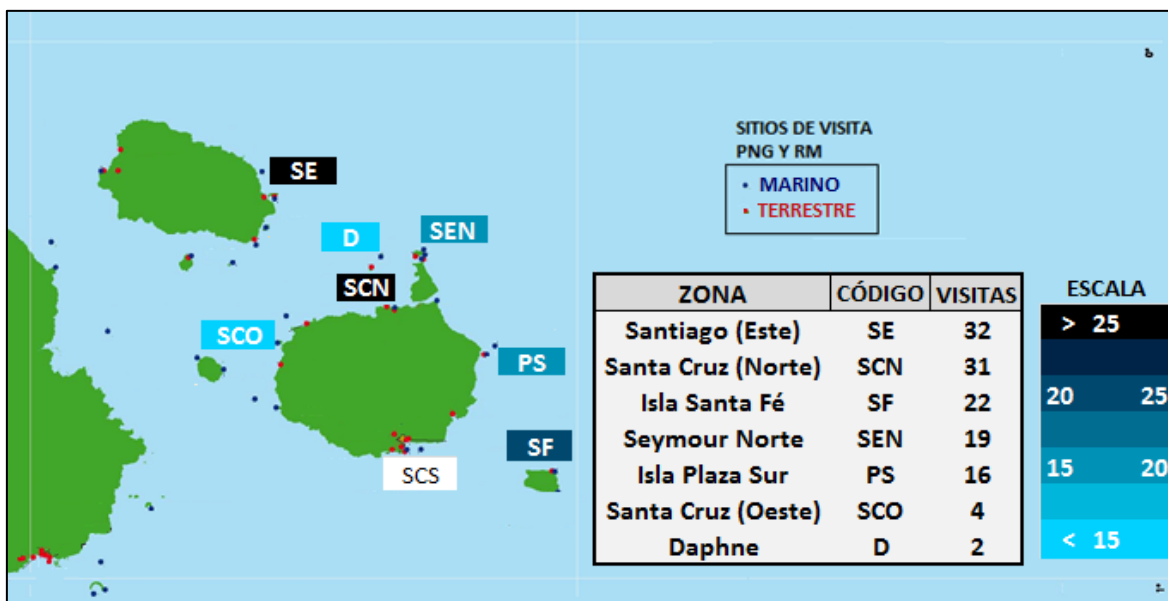 SITIOS DE VISITA
PNG Y RM
MARINO
TERRESTRE
SE
D
SEN
SCN
SCO
PS
SF
SCS
ZONA CÓDIGO VISITAS
Santiago (Este) SE 32
Santa Cruz (Norte) SCN 31
Isla Santa Fé SF 22
Seymour Norte SEN 19
Isla Plaza Sur PS 16
Santa Cruz (Oeste) SCO 4
Daphne D 2
ESCALA
> 25
20 25
15 20
< 15